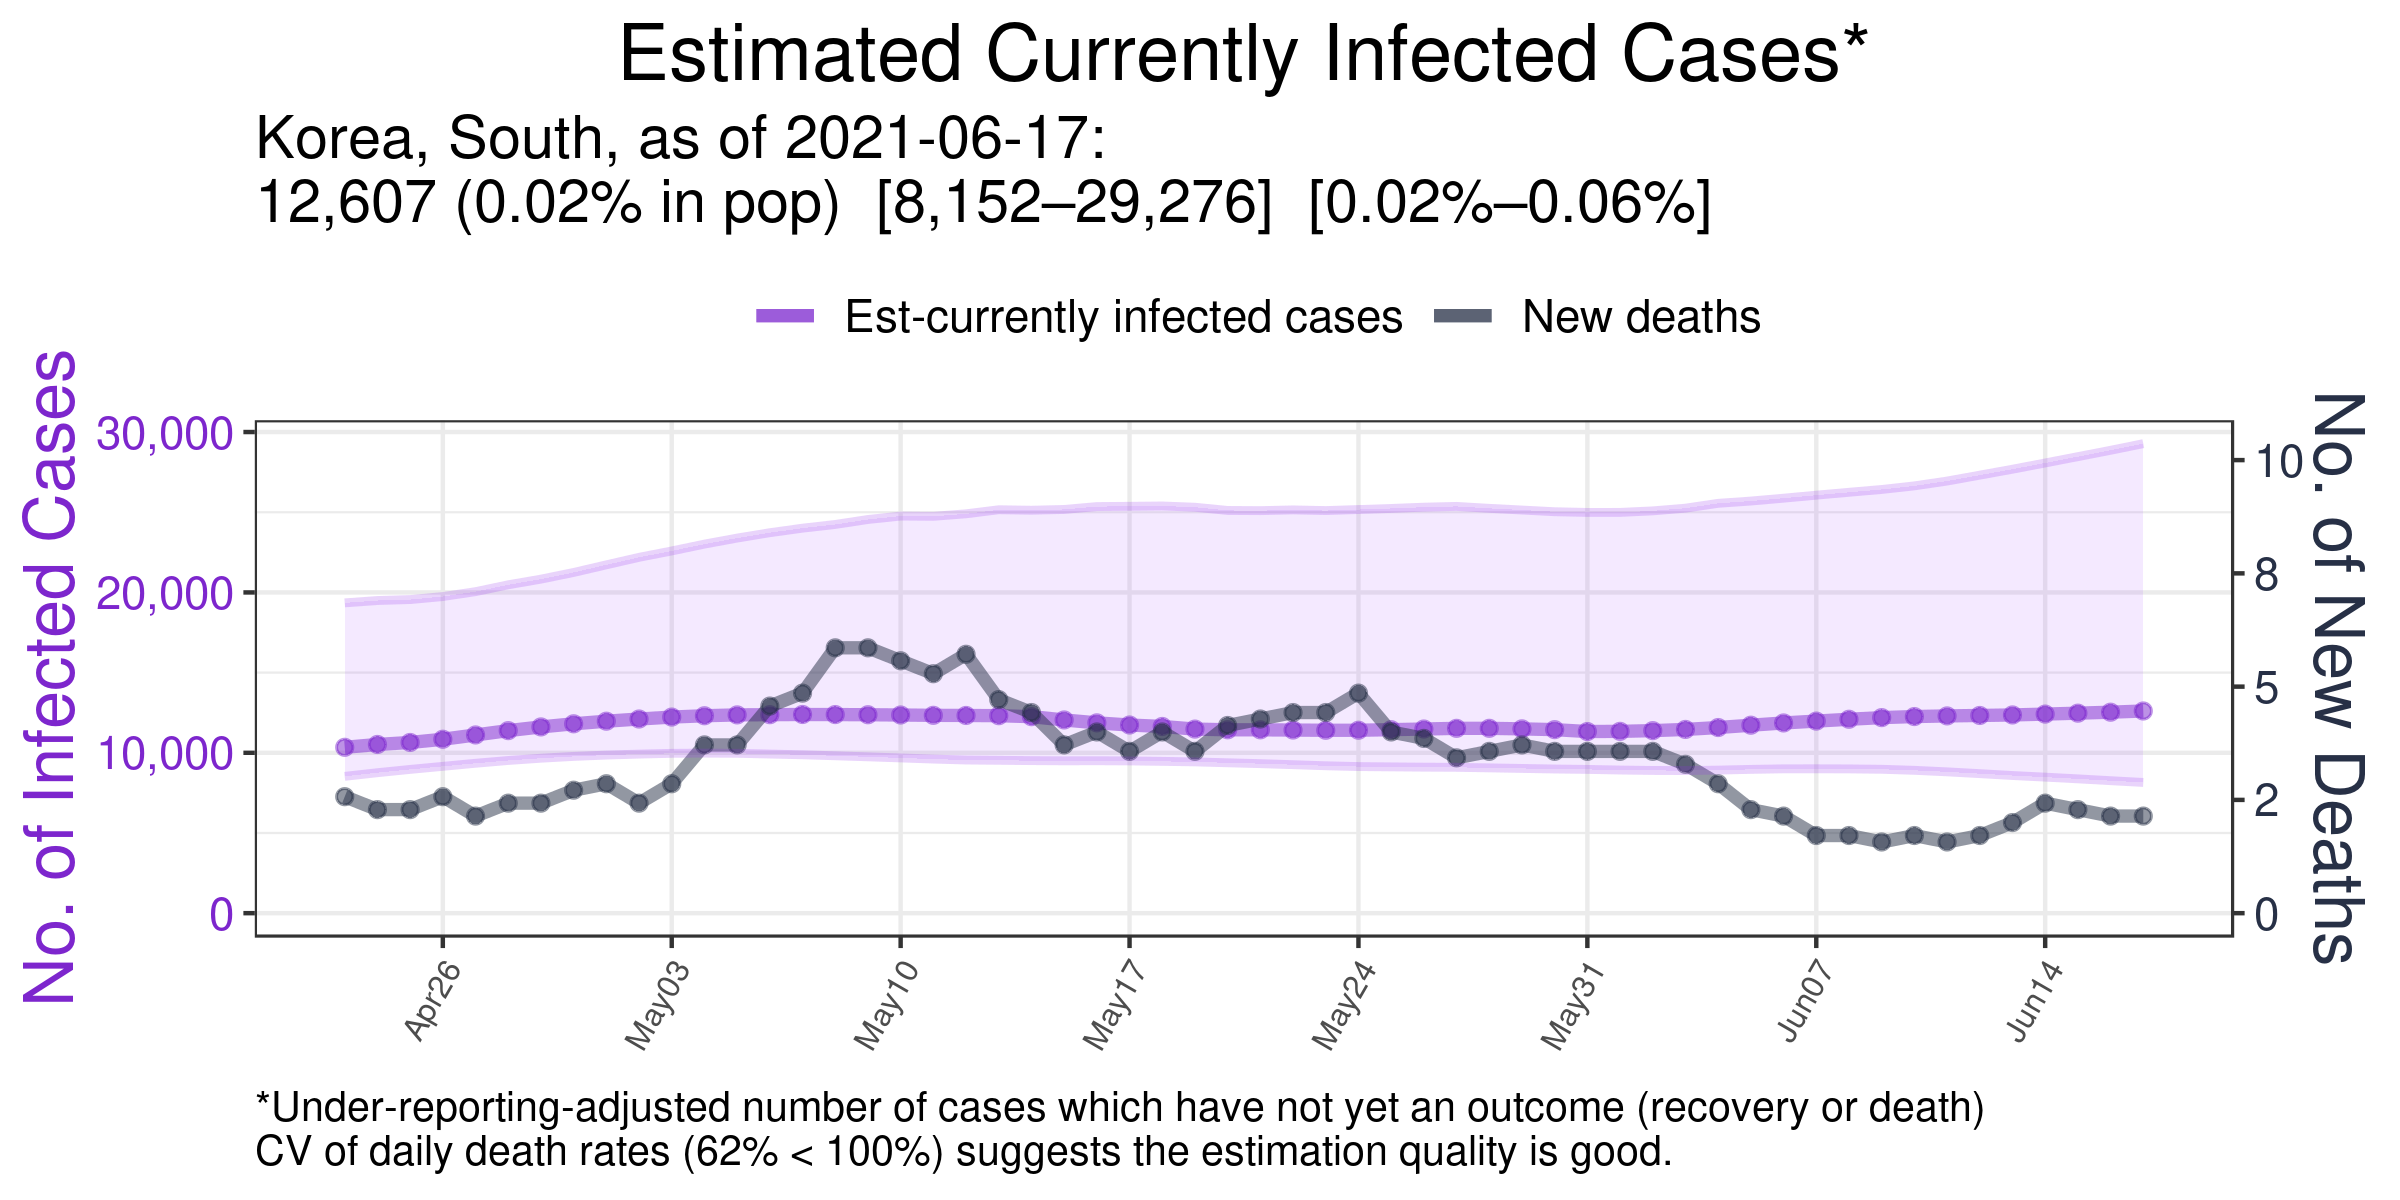 Estimated Currently Infected Cases*
Korea, South, as of 2021-06-17:
12,607 (0.02% in pop)  [8,152–29,276]  [0.02%–0.06%]
Est-currently infected cases
New deaths
No. of Infected Cases
30,000
20,000
10,000
0
10
8
5
2
0
No. of New Deaths
Apr26
May03
May10
May17
May24
May31
Jun07
Jun14
*Under-reporting-adjusted number of cases which have not yet an outcome (recovery or death)
CV of daily death rates (62% < 100%) suggests the estimation quality is good.